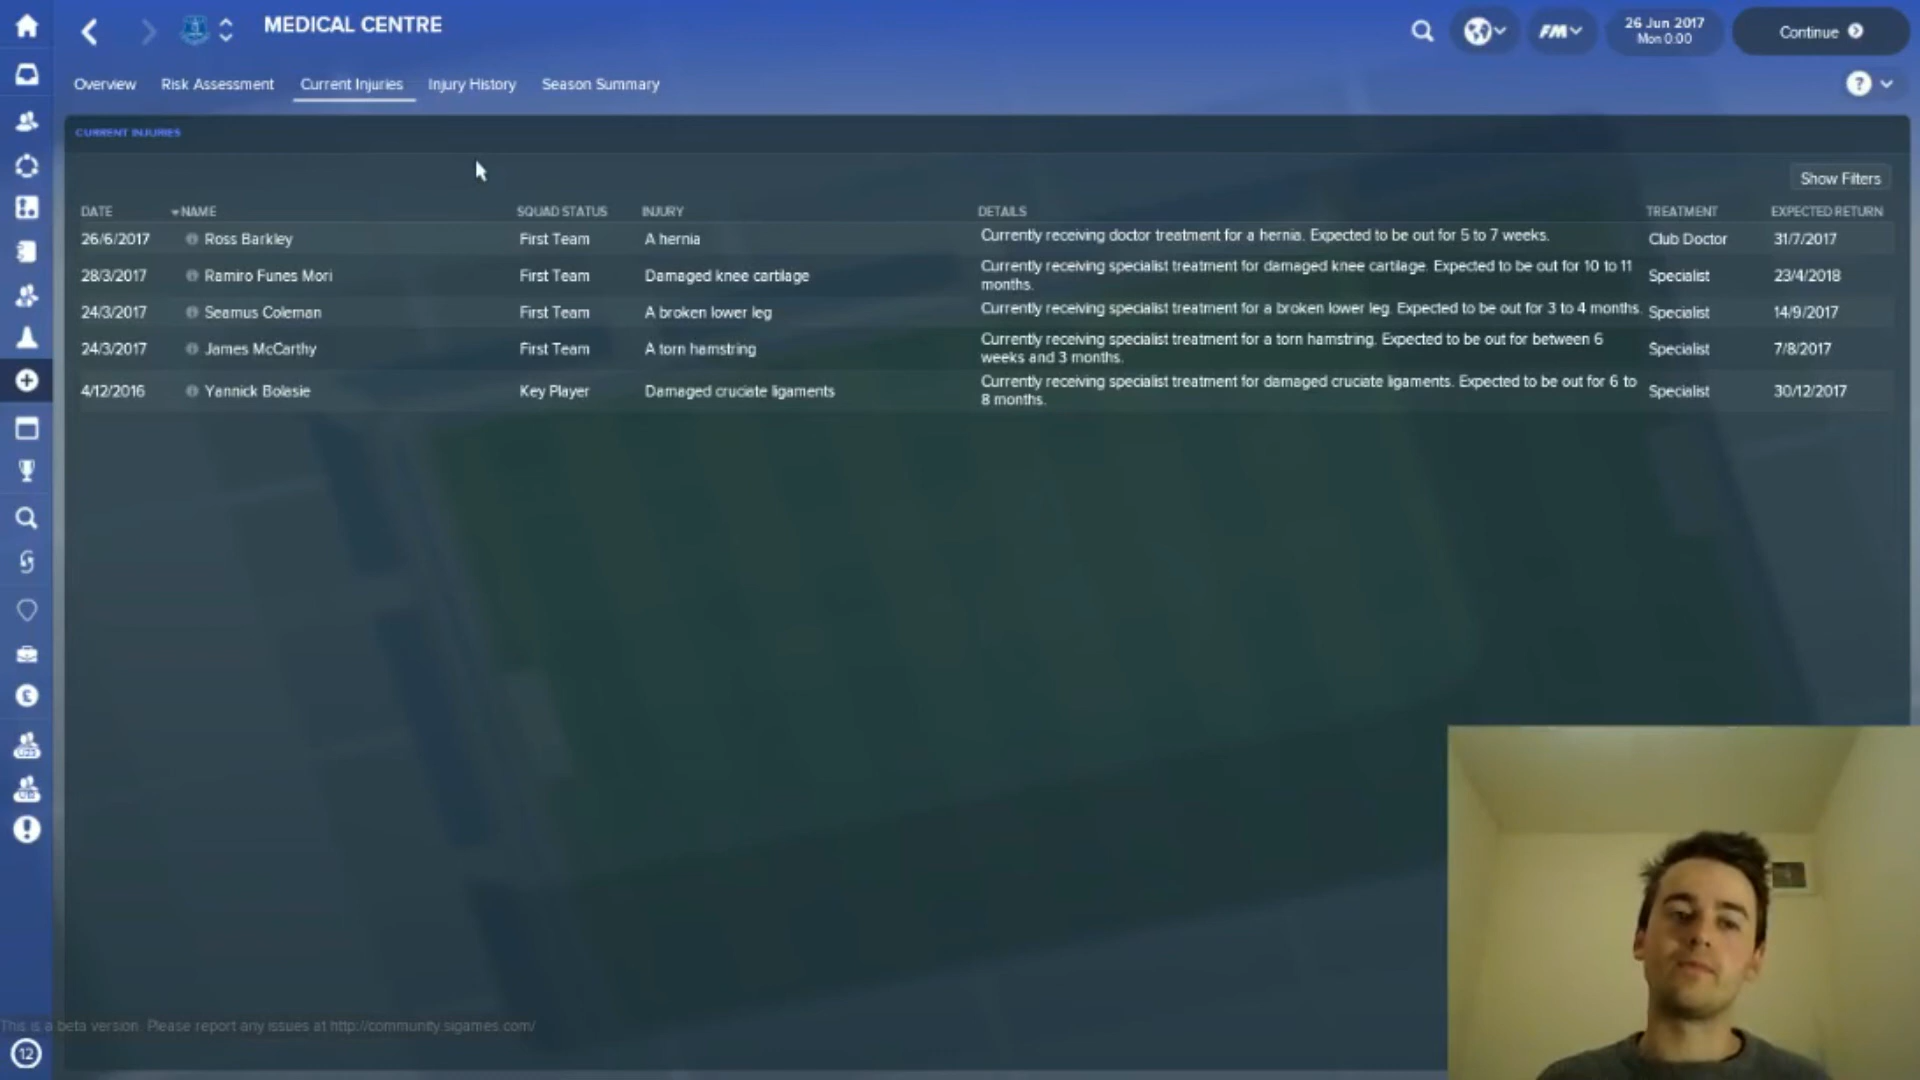 MEDICAL CENTRE
FM
26 Jun 2017
Mon 0:00
Continue
Overview
Risk Assessment
Current Injuries
Injury History
Season Summary
?
CURRENT INJURIES
Show Filters
DATE NAME SQUAD STATUS INJURY DETAILS TREATMENT EXPECTED RETURN
26/6/2017 Ross Barkley First Team A hernia Currently receiving doctor treatment for a hernia. Expected to be out for 5 to 7 weeks. Club Doctor 31/7/2017
28/3/2017 Ramiro Funes Mori First Team Damaged knee cartilage Currently receiving specialist treatment for damaged knee cartilage. Expected to be out for 10 to 11
months. Specialist 23/4/2018
24/3/2017 Seamus Coleman First Team A broken lower leg Currently receiving specialist treatment for a broken lower leg. Expected to be out for 3 to 4 months. Specialist 14/9/2017
24/3/2017 James McCarthy First Team A torn hamstring Currently receiving specialist treatment for a torn hamstring. Expected to be out for between 6
weeks and 3 months. Specialist 7/8/2017
4/12/2016 Yannick Bolasie Key Player Damaged cruciate ligaments Currently receiving specialist treatment for damaged cruciate ligaments. Expected to be out for 6 to
8 months. Specialist 30/12/2017
This is a beta version. Please report any issues at http://community.sigames.com/
12